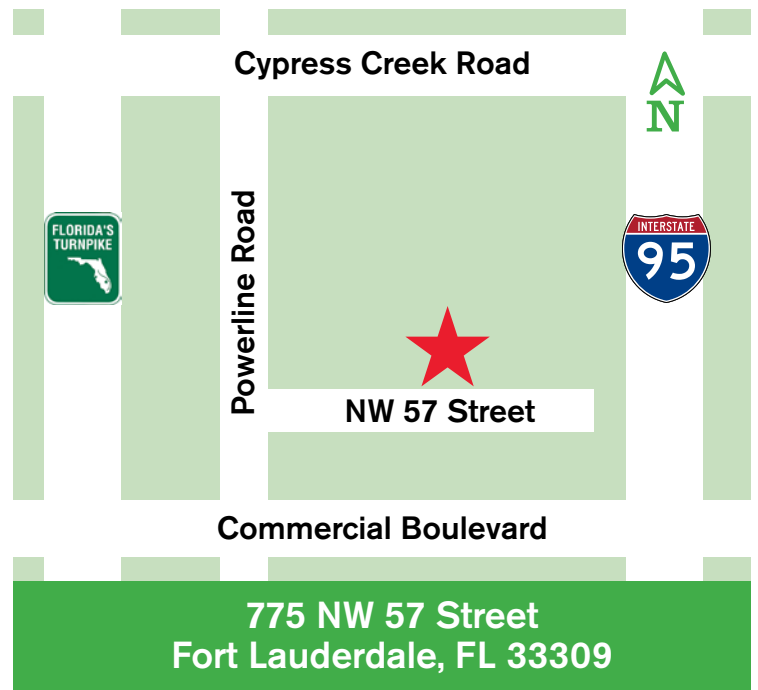 Cypress Creek Road
N
FLORIDA'S
TURNPIKE
Powerline Road
INTERSTATE
95
NW 57 Street
Commercial Boulevard
775 NW 57 Street
Fort Lauderdale, FL 33309